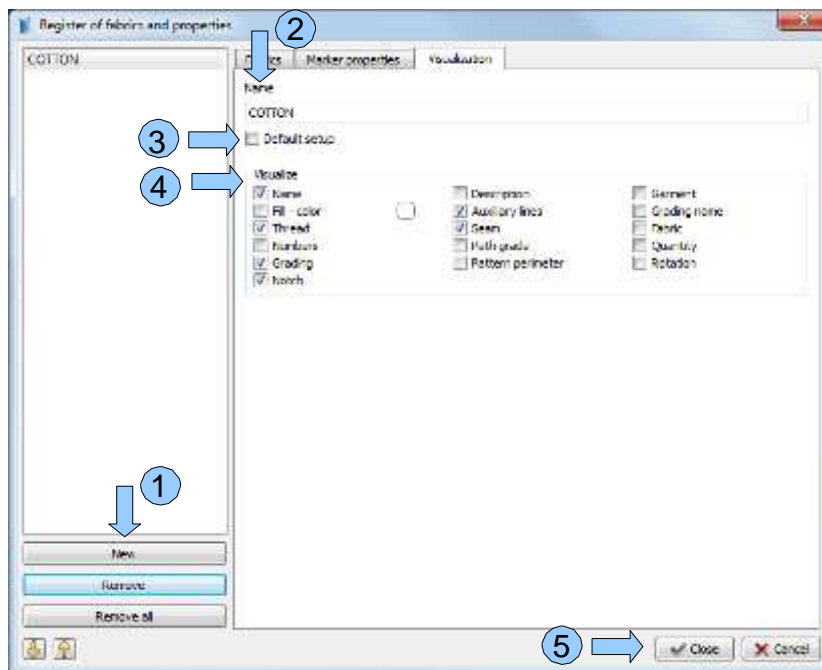 Register of fabrics and properties
2
COTTON
Marker properties
Visualization
Name
COTTON
3
Default setup
4
Visualize
Name
Description
Garment
Fill - color
Auxiliary lines
Grading name
Thread
Seam
Fabric
Numbers
Path grade
Quantity
Grading
Pattern perimeter
Rotation
Notch
1
New
Remove
Remove all
5
Close
Cancel